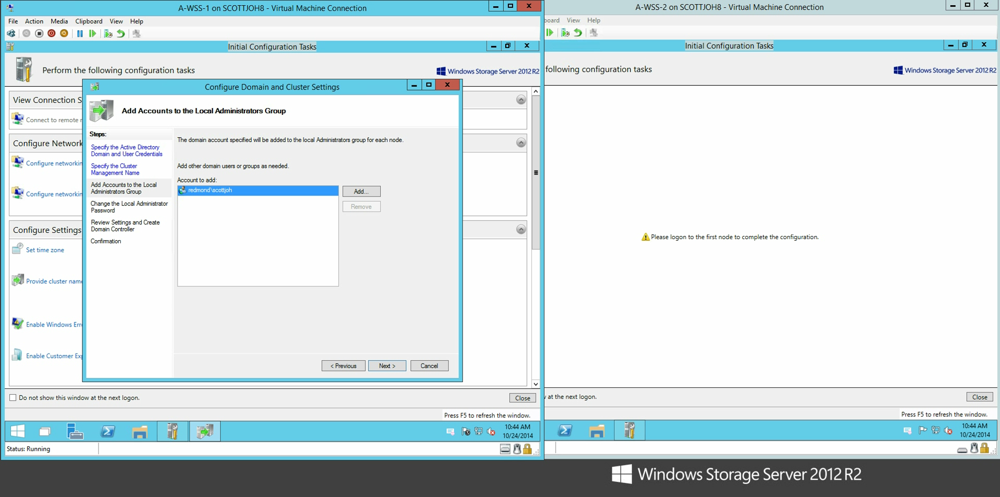 A-WSS-1 on SCOTTJOH8 - Virtual Machine Connection
File Action Media Clipboard View Help
Initial Configuration Tasks
Perform the following configuration tasks
Windows Storage Server 2012 R2
View Connection S
Connect to remote r
Configure Network
Configure networkin
Configure networkin
Configure Settings
Set time zone
Provide cluster name
Enable Windows Erro
Enable Customer Exp
Configure Domain and Cluster Settings
Add Accounts to the Local Administrators Group
Steps:
Specify the Active Directory
Domain and User Credentials
Specify the Cluster
Management Name
Add Accounts to the Local
Administrators Group
Change the Local Administrator
Password
Review Settings and Create
Domain Controller
Confirmation
The domain account specified will be added to the local Administrators group for each node.
Add other domain users or groups as needed.
Account to add:
redmond\scottjoh
Add...
Remove
< Previous
Next >
Cancel
Do not show this window at the next logon.
Close
Press F5 to refresh the window.
10:44 AM
10/24/2014
Status: Running
A-WSS-2 on SCOTTJOH8 - Virtual Machine Connection
board View Help
Initial Configuration Tasks
following configuration tasks
Windows Storage Server 2012 R2
Please logon to the first node to complete the configuration.
at the next logon.
Close
Press F5 to refresh the window.
10:44 AM
10/24/2014
Windows Storage Server 2012 R2